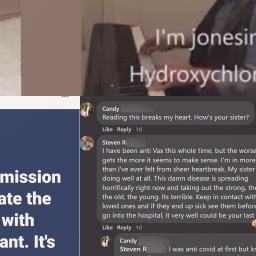 I'm jonesin
Hydroxychlor
Candy
Reading this breaks my heart. How's your sister?
Like · Reply · 1d
Steven R.
I have been anti Vax this whole time, but the worse
gets the more it seems to make sense. I'm in more
than I've ever felt from sheer heartbreak. My sister
doing well at all. This damn disease is spreading
horrifically right now and taking out the strong, the
the old, the young. Its terrible. Keep in contact with
loved ones and if they end up sick see them before
go into the hospital, it very well could be your last
Like · Reply · 1d
Candy
Steven R I was anti covid at first but kn
mission
ate the
with
ant. It's